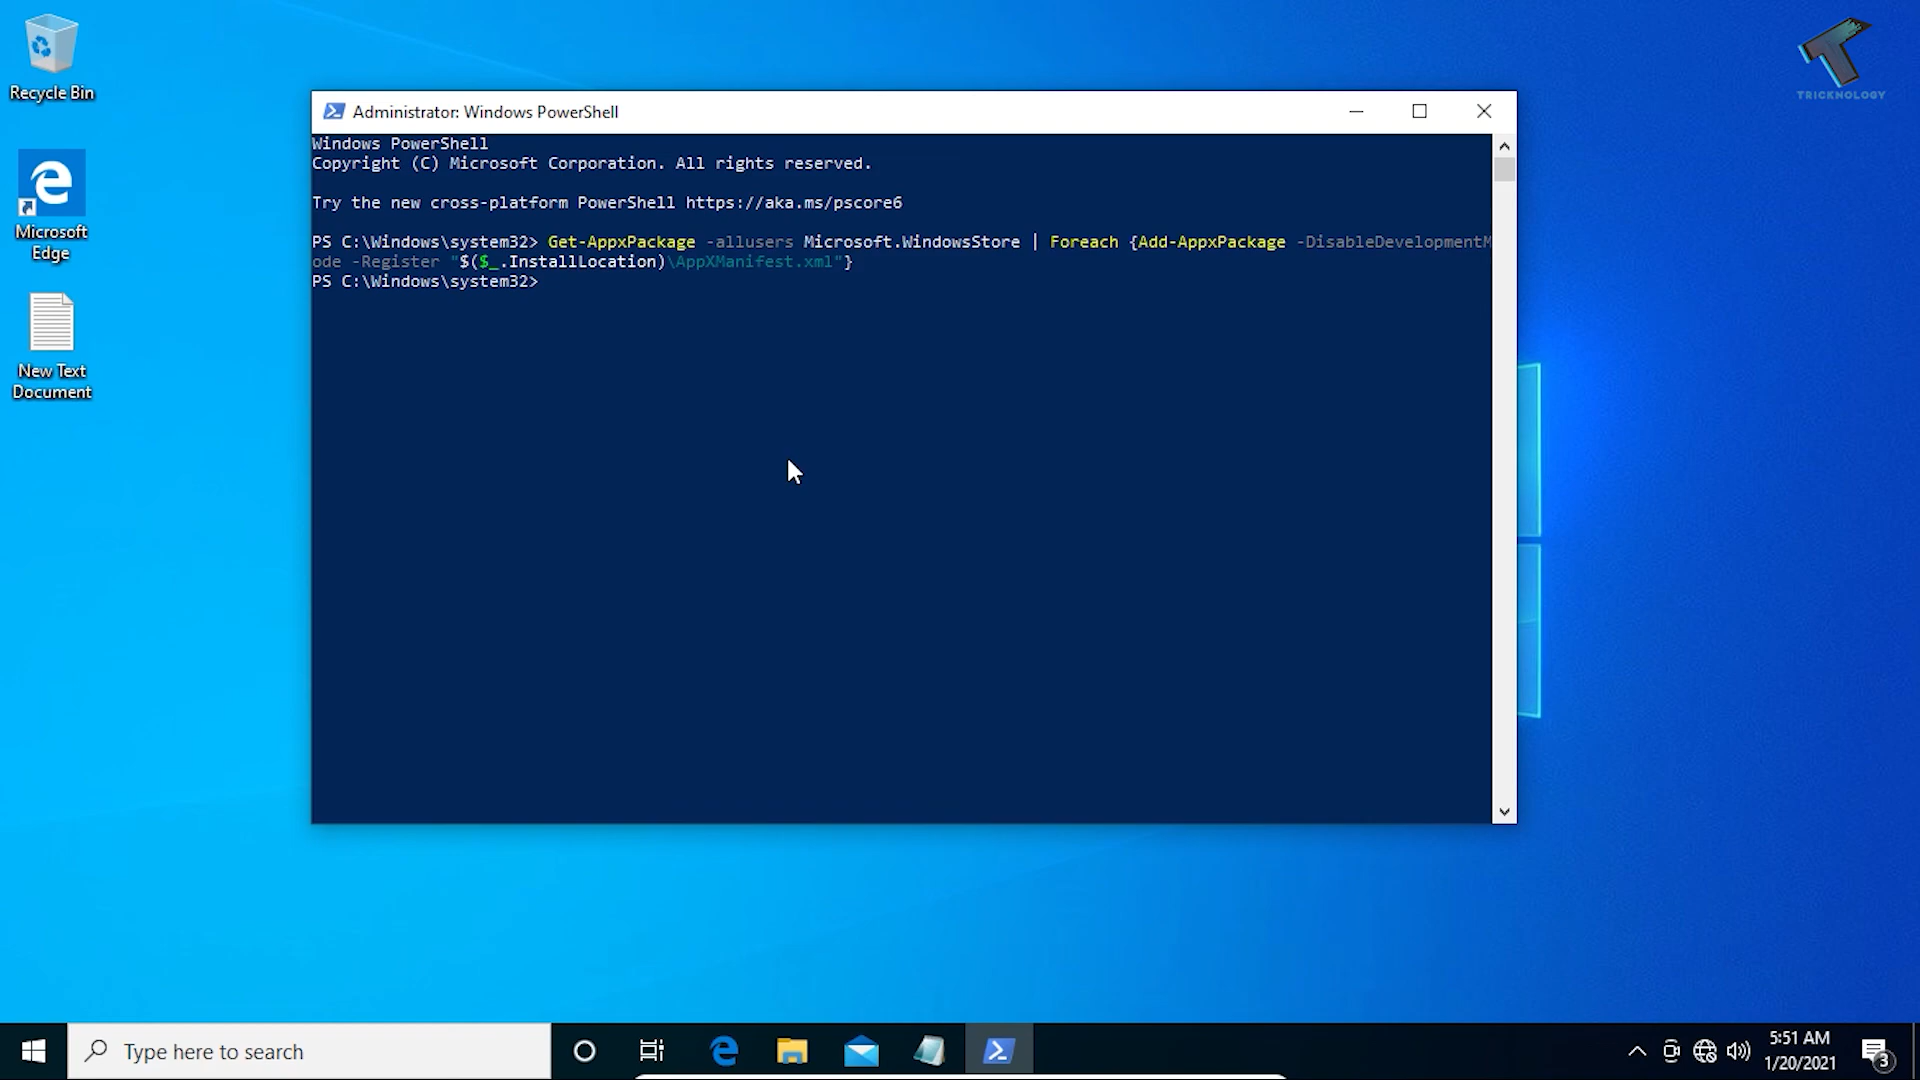 Recycle Bin
Microsoft
Edge
New Text
Document
TRICKNOLOGY
Administrator: Windows PowerShell
Windows PowerShell
Copyright (C) Microsoft Corporation. All rights reserved.
Try the new cross-platform PowerShell https://aka.ms/pscore6
PS C:\Windows\system32> Get-AppxPackage -allusers Microsoft.WindowsStore | Foreach {Add-AppxPackage -DisableDevelopmentM
ode -Register "$($_.InstallLocation)\AppXManifest.xml"}
PS C:\Windows\system32>
Type here to search
5:51 AM
1/20/2021
3